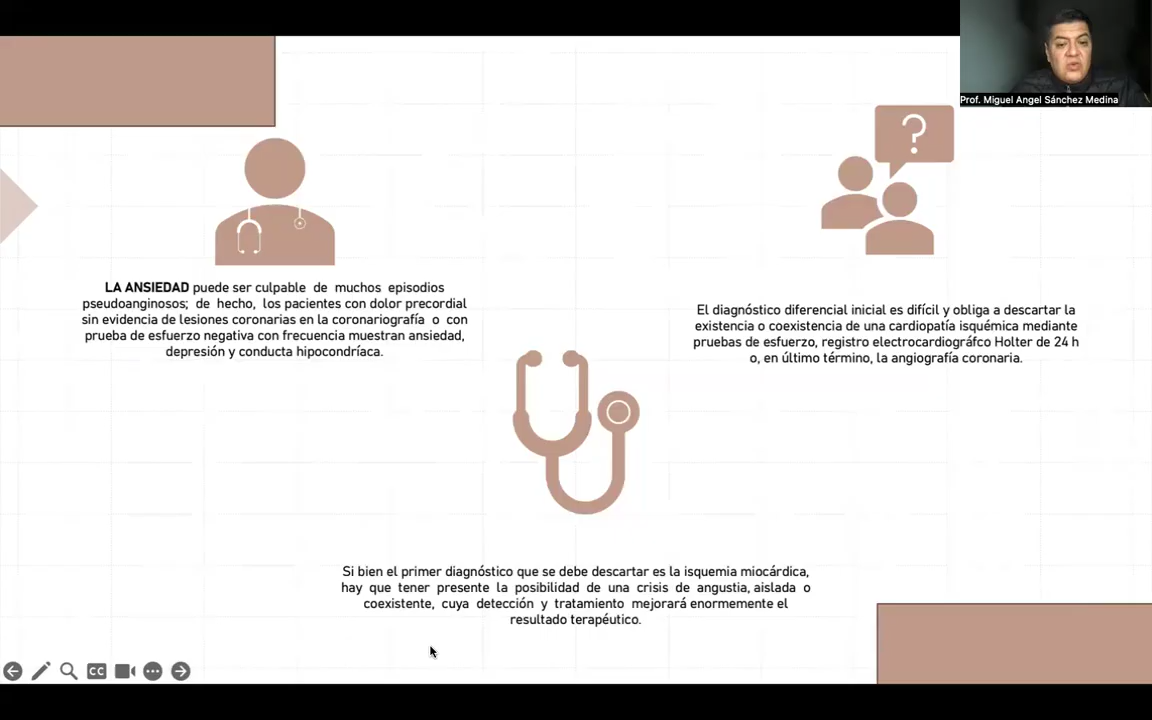 Prof. Miguel Angel Sánchez Medina
?
LA ANSIEDAD puede ser culpable de muchos episodios
pseudoanginosos; de hecho, los pacientes con dolor precordial
sin evidencia de lesiones coronarias en la coronariografía o con
prueba de esfuerzo negativa con frecuencia muestran ansiedad,
depresión y conducta hipocondríaca.
El diagnóstico diferencial inicial es difícil y obliga a descartar la
existencia o coexistencia de una cardiopatía isquémica mediante
pruebas de esfuerzo, registro electrocardiográfco Holter de 24 h
o, en último término, la angiografía coronaria.
Si bien el primer diagnóstico que se debe descartar es la isquemia miocárdica,
hay que tener presente la posibilidad de una crisis de angustia, aislada o
coexistente, cuya detección y tratamiento mejorará enormemente el
resultado terapéutico.
CC